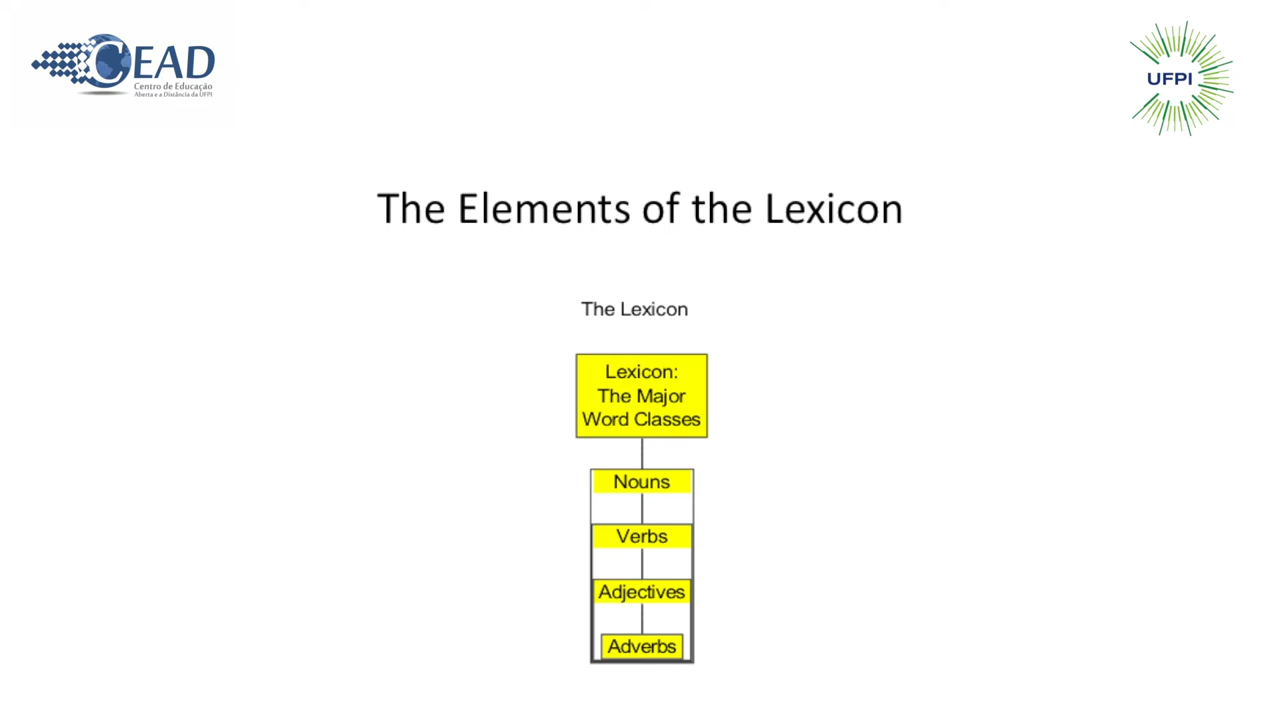 CEAD
Centro de Educação
Aberta e a Distância da UFPI
UFPI
The Elements of the Lexicon
The Lexicon
Lexicon:
The Major
Word Classes
Nouns
Verbs
Adjectives
Adverbs